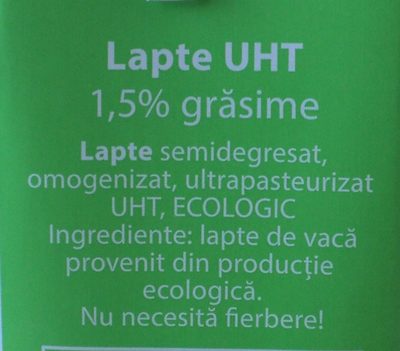 Lapte UHT
1,5% grăsime
Lapte semidegresat,
omogenizat, ultrapasteurizat
UHT, ECOLOGIC
Ingrediente: lapte de vacă
provenit din producție
ecologică.
Nu necesită fierbere!